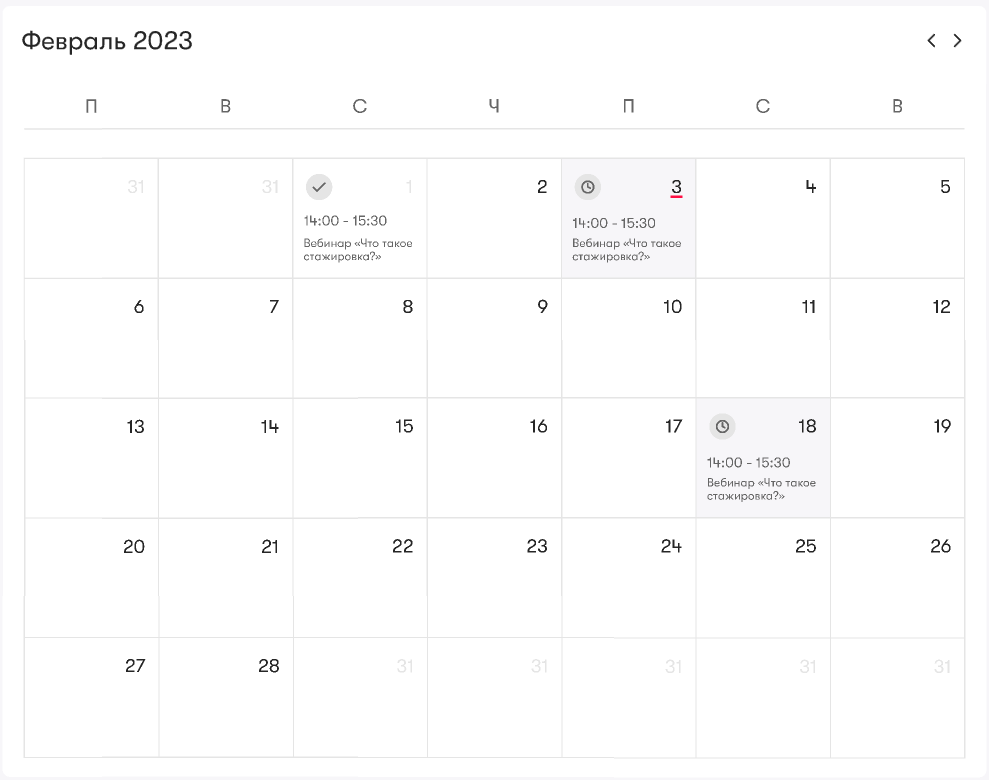 Февраль 2023
П В С Ч П С В
31 31 1 2 3 4 5
14:00 - 15:30 14:00 - 15:30
Вебинар «Что такое Вебинар «Что такое
стажировка?» стажировка?»
6 7 8 9 10 11 12
13 14 15 16 17 18 19
14:00 - 15:30
Вебинар «Что такое
стажировка?»
20 21 22 23 24 25 26
27 28 31 31 31 31 31